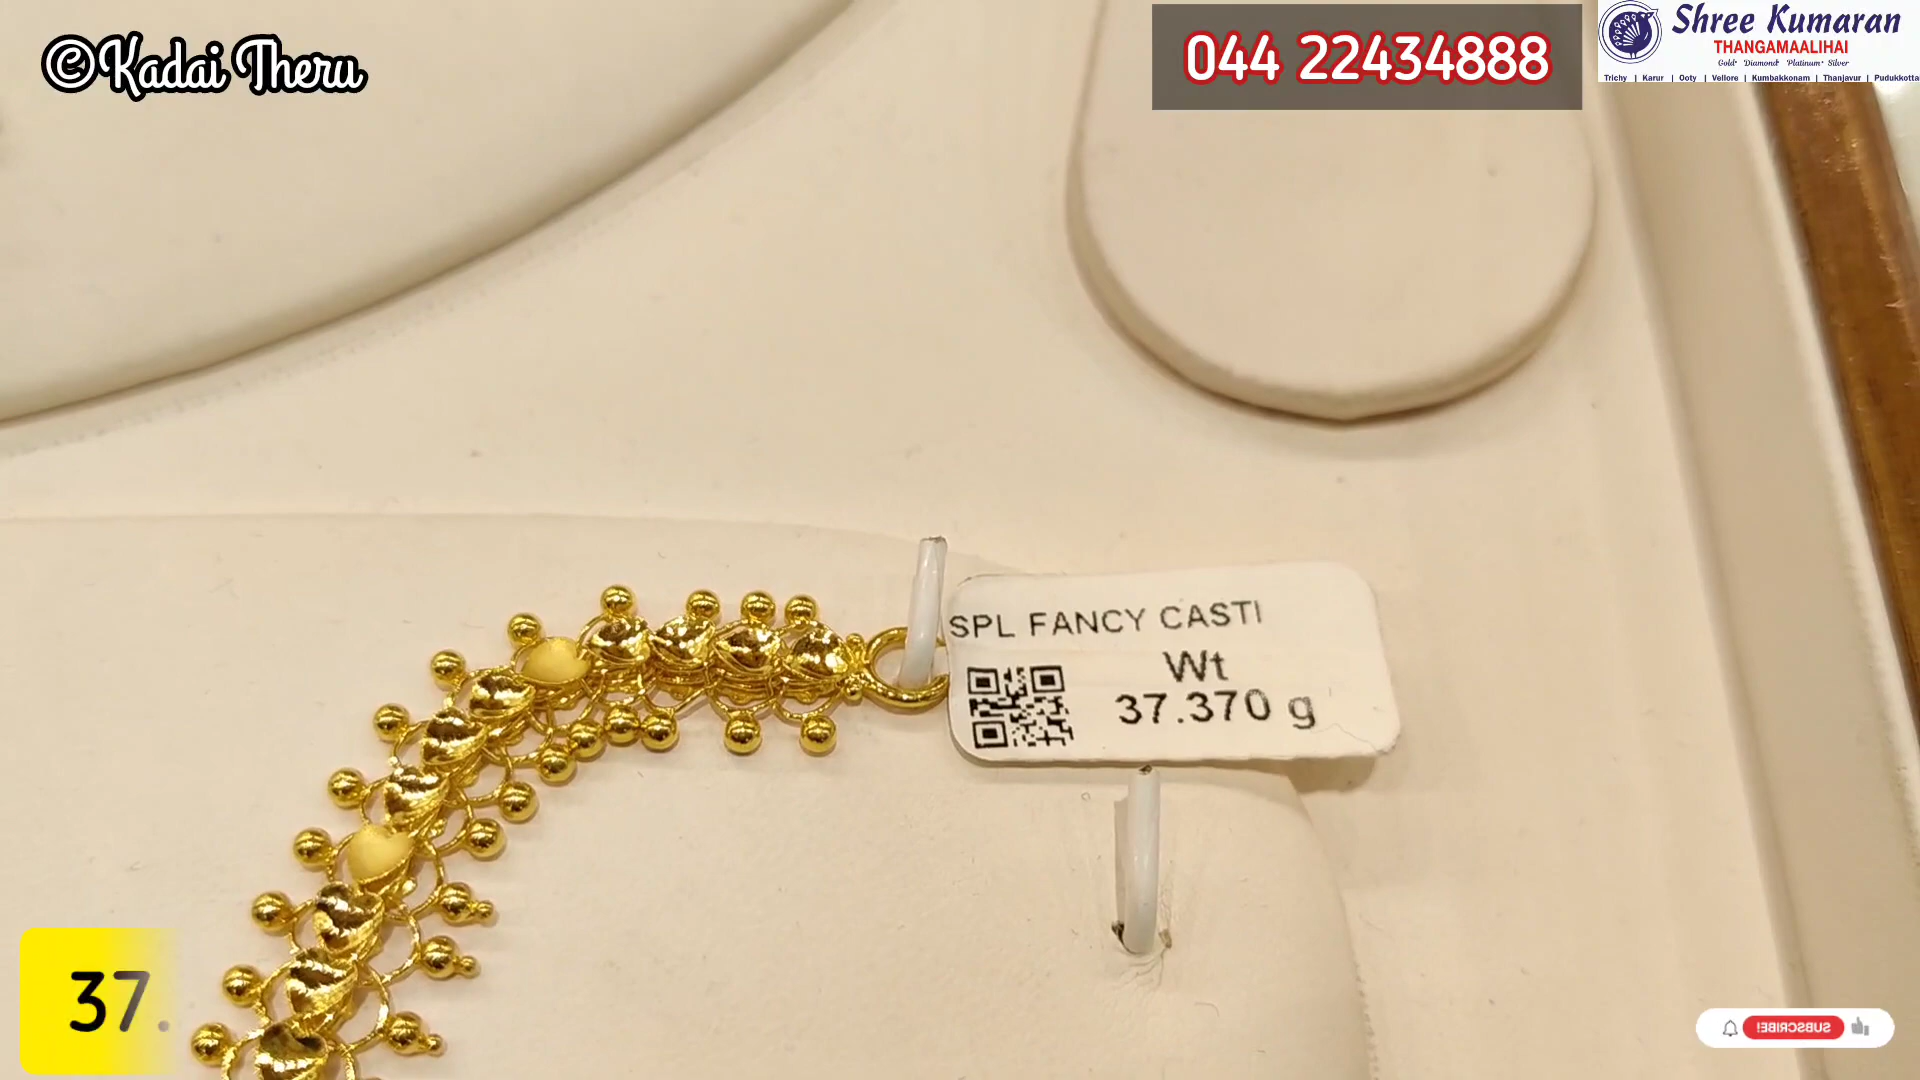 ©Kadai Theru
044 22434888
Shree Kumaran
THANGAMAALIHAI
Gold* Diamond* Platinum* Silver
Trichy | Karur | Ooty | Vellore | Kumbakkonam | Thanjavur | Pudukkotta
SPL FANCY CASTI
Wt
37.370 g
37.
SUBSCRIBE!